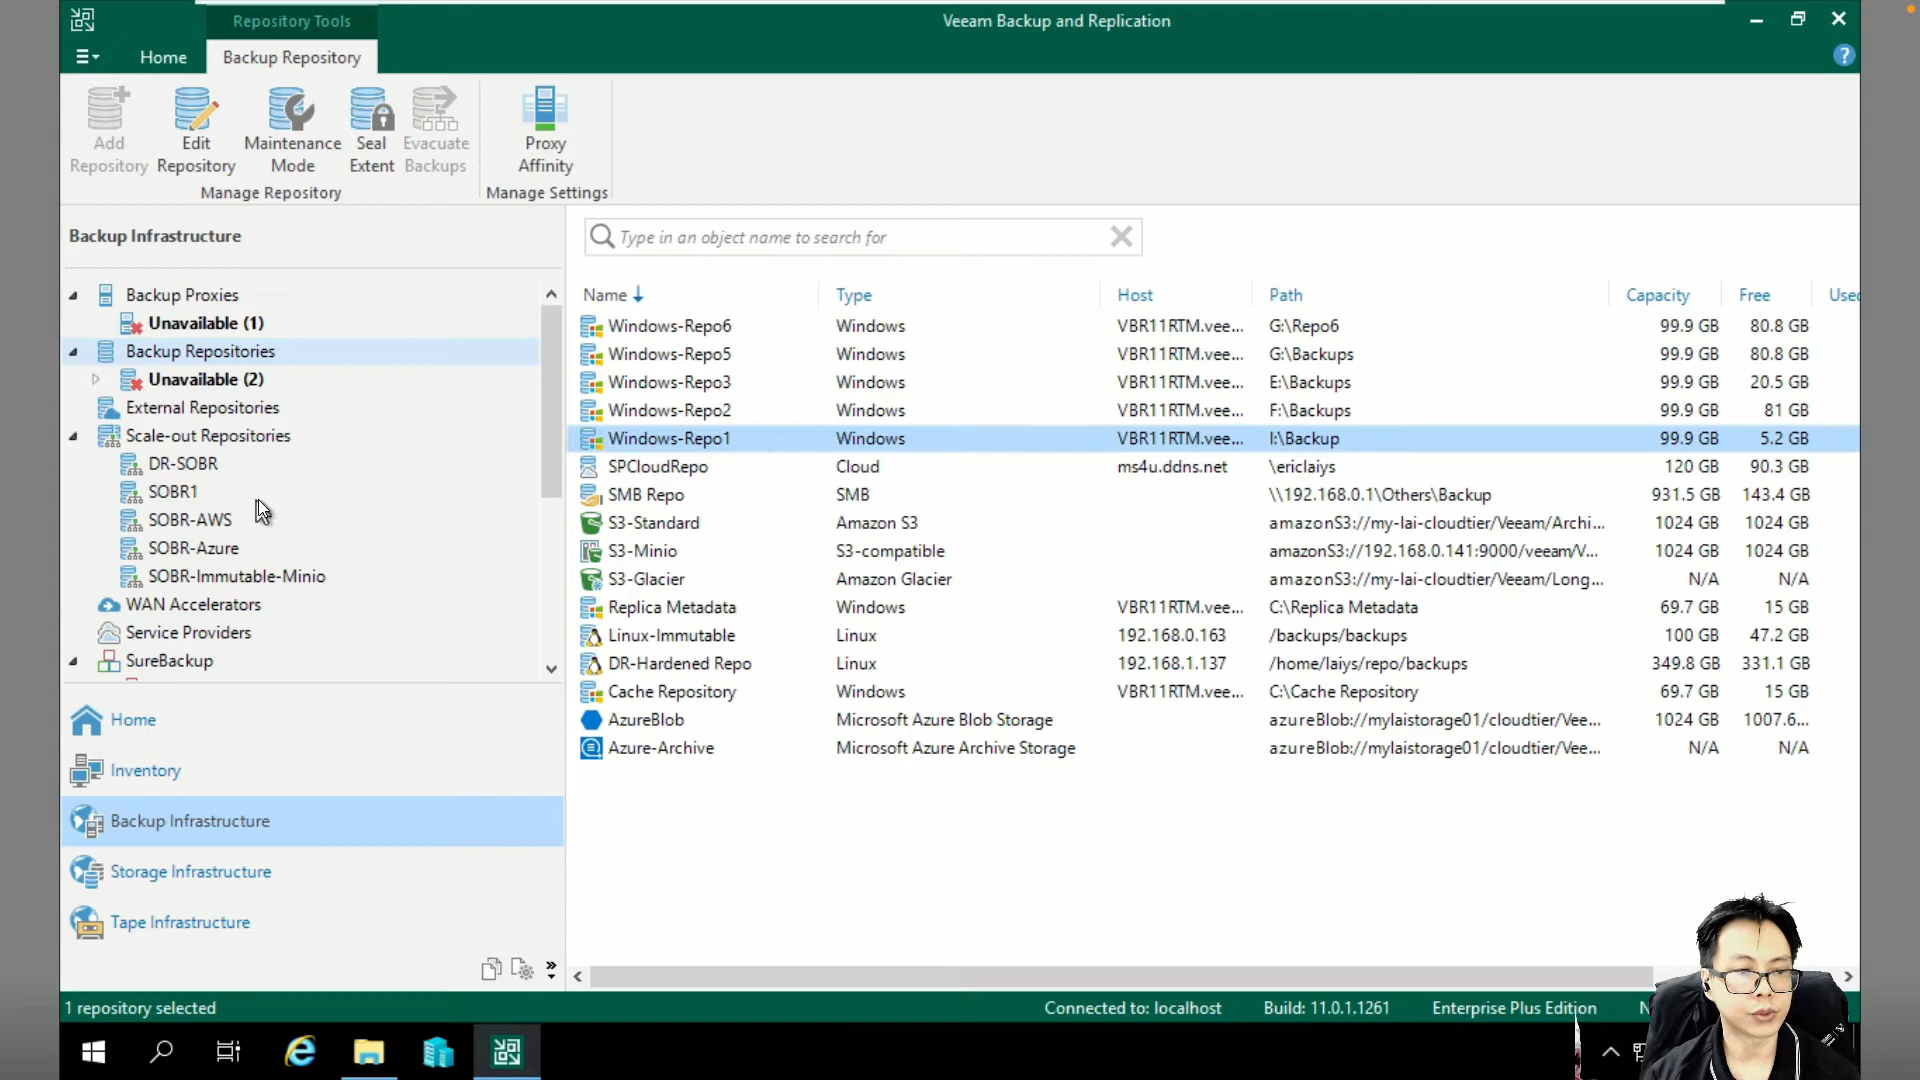 Repository Tools
Veeam Backup and Replication
Home
Backup Repository
Add Repository
Edit Repository
Maintenance Mode
Seal Extent
Evacuate Backups
Proxy Affinity
Manage Repository
Manage Settings
Backup Infrastructure
Type in an object name to search for
Backup Proxies
Unavailable (1)
Backup Repositories
Unavailable (2)
External Repositories
Scale-out Repositories
DR-SOBR
SOBR1
SOBR-AWS
SOBR-Azure
SOBR-Immutable-Minio
WAN Accelerators
Service Providers
SureBackup
Home
Inventory
Backup Infrastructure
Storage Infrastructure
Tape Infrastructure
Name Type Host Path Capacity Free Used
Windows-Repo6 Windows VBR11RTM.vee... G:\Repo6 99.9 GB 80.8 GB
Windows-Repo5 Windows VBR11RTM.vee... G:\Backups 99.9 GB 80.8 GB
Windows-Repo3 Windows VBR11RTM.vee... E:\Backups 99.9 GB 20.5 GB
Windows-Repo2 Windows VBR11RTM.vee... F:\Backups 99.9 GB 81 GB
Windows-Repo1 Windows VBR11RTM.vee... I:\Backup 99.9 GB 5.2 GB
SPCloudRepo Cloud ms4u.ddns.net \ericlaiys 120 GB 90.3 GB
SMB Repo SMB \\192.168.0.1\Others\Backup 931.5 GB 143.4 GB
S3-Standard Amazon S3 amazonS3://my-lai-cloudtier/Veeam/Archi... 1024 GB 1024 GB
S3-Minio S3-compatible amazonS3://192.168.0.141:9000/veeam/V... 1024 GB 1024 GB
S3-Glacier Amazon Glacier amazonS3://my-lai-cloudtier/Veeam/Long... N/A N/A
Replica Metadata Windows VBR11RTM.vee... C:\Replica Metadata 69.7 GB 15 GB
Linux-Immutable Linux 192.168.0.163 /backups/backups 100 GB 47.2 GB
DR-Hardened Repo Linux 192.168.1.137 /home/laiys/repo/backups 349.8 GB 331.1 GB
Cache Repository Windows VBR11RTM.vee... C:\Cache Repository 69.7 GB 15 GB
AzureBlob Microsoft Azure Blob Storage azureBlob://mylaistorage01/cloudtier/Vee... 1024 GB 1007.6...
Azure-Archive Microsoft Azure Archive Storage azureBlob://mylaistorage01/cloudtier/Vee... N/A N/A
1 repository selected
Connected to: localhost
Build: 11.0.1.1261
Enterprise Plus Edition